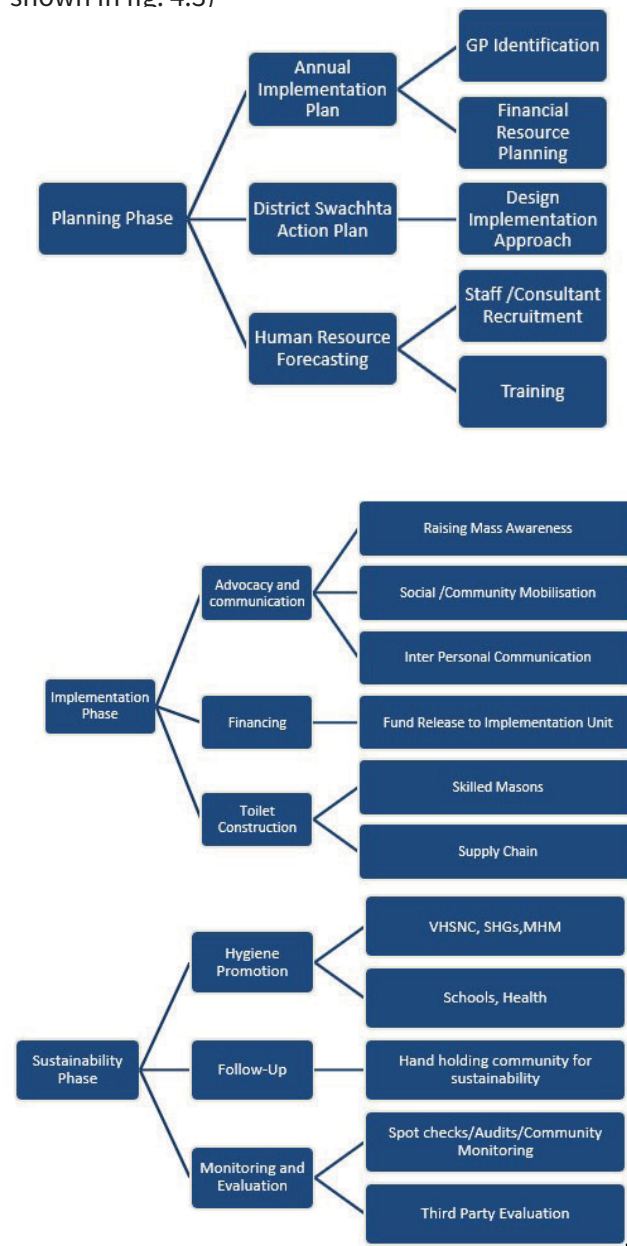 shown in fig. 4.3)
GP Identification
Annual
Implementation
Plan
Financial
Resource
Planning
Planning Phase
District Swachhta
Action Plan
Design
Implementation
Approach
Staff /Consultant
Recruitment
Human Resource
Forecasting
Training
Raising Mass Awareness
Advocacy and
communication
Social /Community Mobilisation
Inter Personal Communication
Implementation
Phase
Financing
Fund Release to Implementation Unit
Skilled Masons
Toilet
Construction
Supply Chain
VHSNC, SHGs,MHM
Hygiene
Promotion
Schools, Health
Sustainability
Phase
Follow-Up
Hand holding community for
sustainability
Spot checks/Audits/Community
Monitoring
Monitoring and
Evaluation
Third Party Evaluation